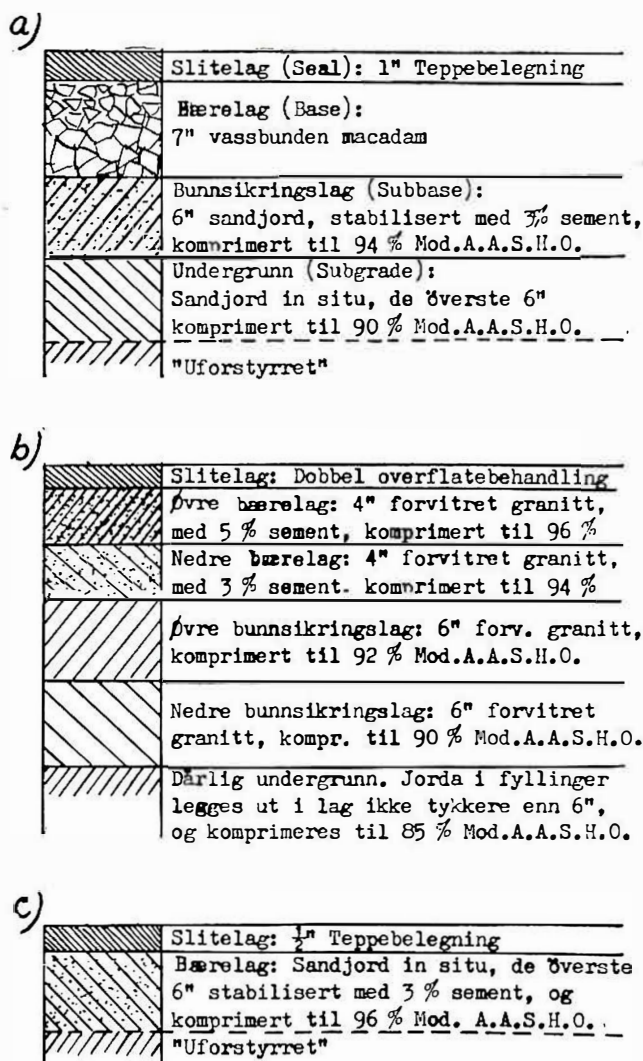 a)
Slitelag (Seal): 1" Teppebelegning
Bærelag (Base):
7" vassbunden macadam
Bunnsikringslag (Subbase):
6" sandjord, stabilisert med 3% sement,
komprimert til 94 % Mod.A.A.S.H.O.
Undergrunn (Subgrade):
Sandjord in situ, de överste 6"
komprimert til 90 % Mod.A.A.S.H.O.
"Uforstyrret"
b)
Slitelag: Dobbel overflatebehandling
Øvre bærelag: 4" forvitret granitt,
med 5 % sement, komprimert til 96 %
Nedre bærelag: 4" forvitret granitt,
med 3 % sement. komprimert til 94 %
Øvre bunnsikringslag: 6" forv. granitt,
komprimert til 92 % Mod.A.A.S.H.O.
Nedre bunnsikringslag: 6" forvitret
granitt, kompr. til 90 % Mod.A.A.S.H.O.
Dårlig undergrunn. Jorda i fyllinger
legges ut i lag ikke tykkere enn 6",
og komprimeres til 85 % Mod.A.A.S.H.O.
c)
Slitelag: ½" Teppebelegning
Bærelag: Sandjord in situ, de överste
6" stabilisert med 3 % sement, og
komprimert til 96 % Mod. A.A.S.H.O.
"Uforstyrret"